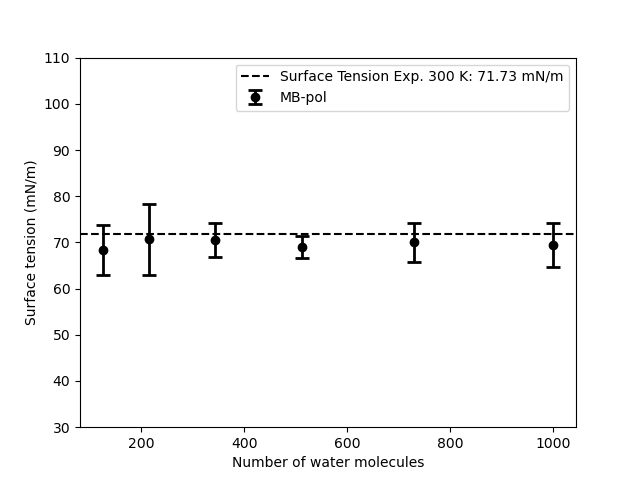 Surface Tension Exp. 300 K: 71.73 mN/m
MB-pol
110
100
90
80
70
60
50
40
30
Surface tension (mN/m)
200 400 600 800 1000
Number of water molecules